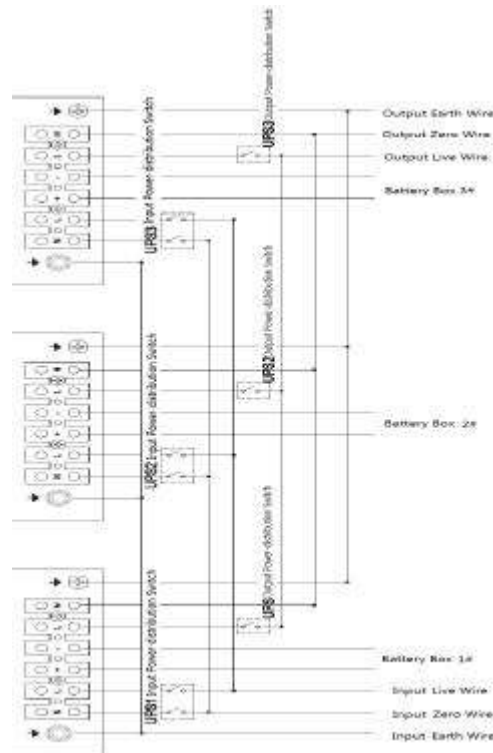 Output Earth Wire
Output Zero Wire
Output Live Wire
Battery Box 3#
UPS3 Output Power-distribution Switch
UPS3 Input Power-distribution Switch
UPS2 Output Power-distribution Switch
Battery Box 2#
UPS2 Input Power-distribution Switch
UPS Output Power-distribution Switch
Battery Box 1#
UPS1 Input Power-distribution Switch
Input Live Wire
Input Zero Wire
Input Earth Wire